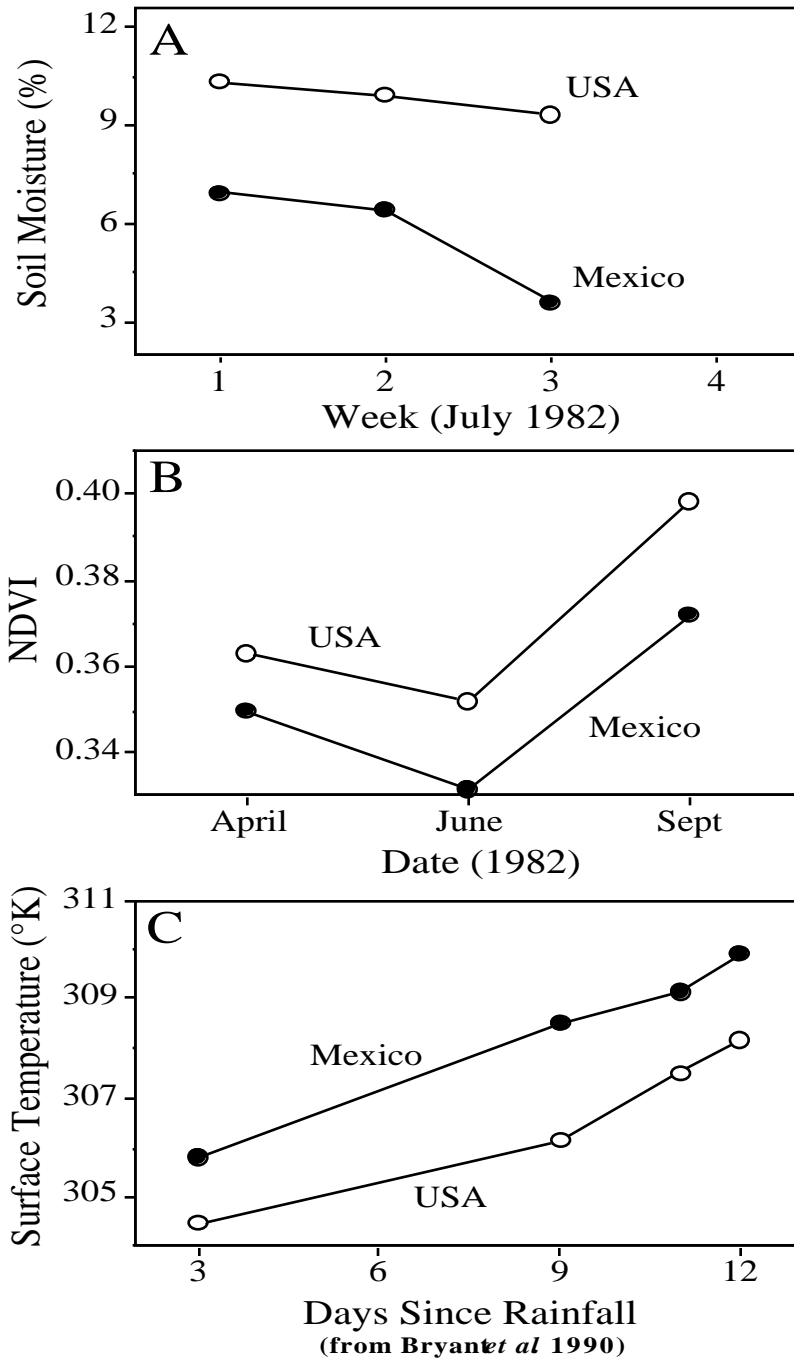 A
12
9
6
3
Soil Moisture (%)
USA
Mexico
1 2 3 4
Week (July 1982)
B
0.40
0.38
0.36
0.34
NDVI
USA
Mexico
April June Sept
Date (1982)
C
311
309
307
305
Surface Temperature (°K)
Mexico
USA
3 6 9 12
Days Since Rainfall
(from Bryant et al 1990)